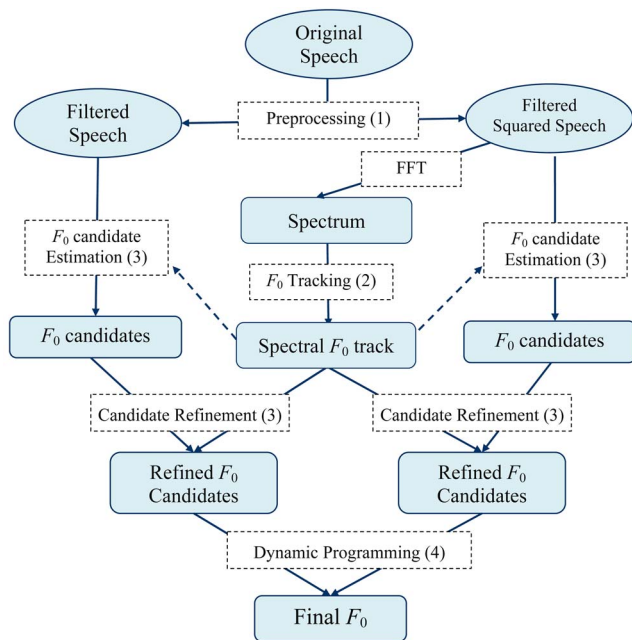 Original
Speech
Filtered
Speech
Preprocessing (1)
Filtered
Squared Speech
FFT
Spectrum
F₀ candidate
Estimation (3)
F₀ candidate
Estimation (3)
F₀ Tracking (2)
F₀ candidates
Spectral F₀ track
F₀ candidates
Candidate Refinement (3)
Candidate Refinement (3)
Refined F₀
Candidates
Refined F₀
Candidates
Dynamic Programming (4)
Final F₀